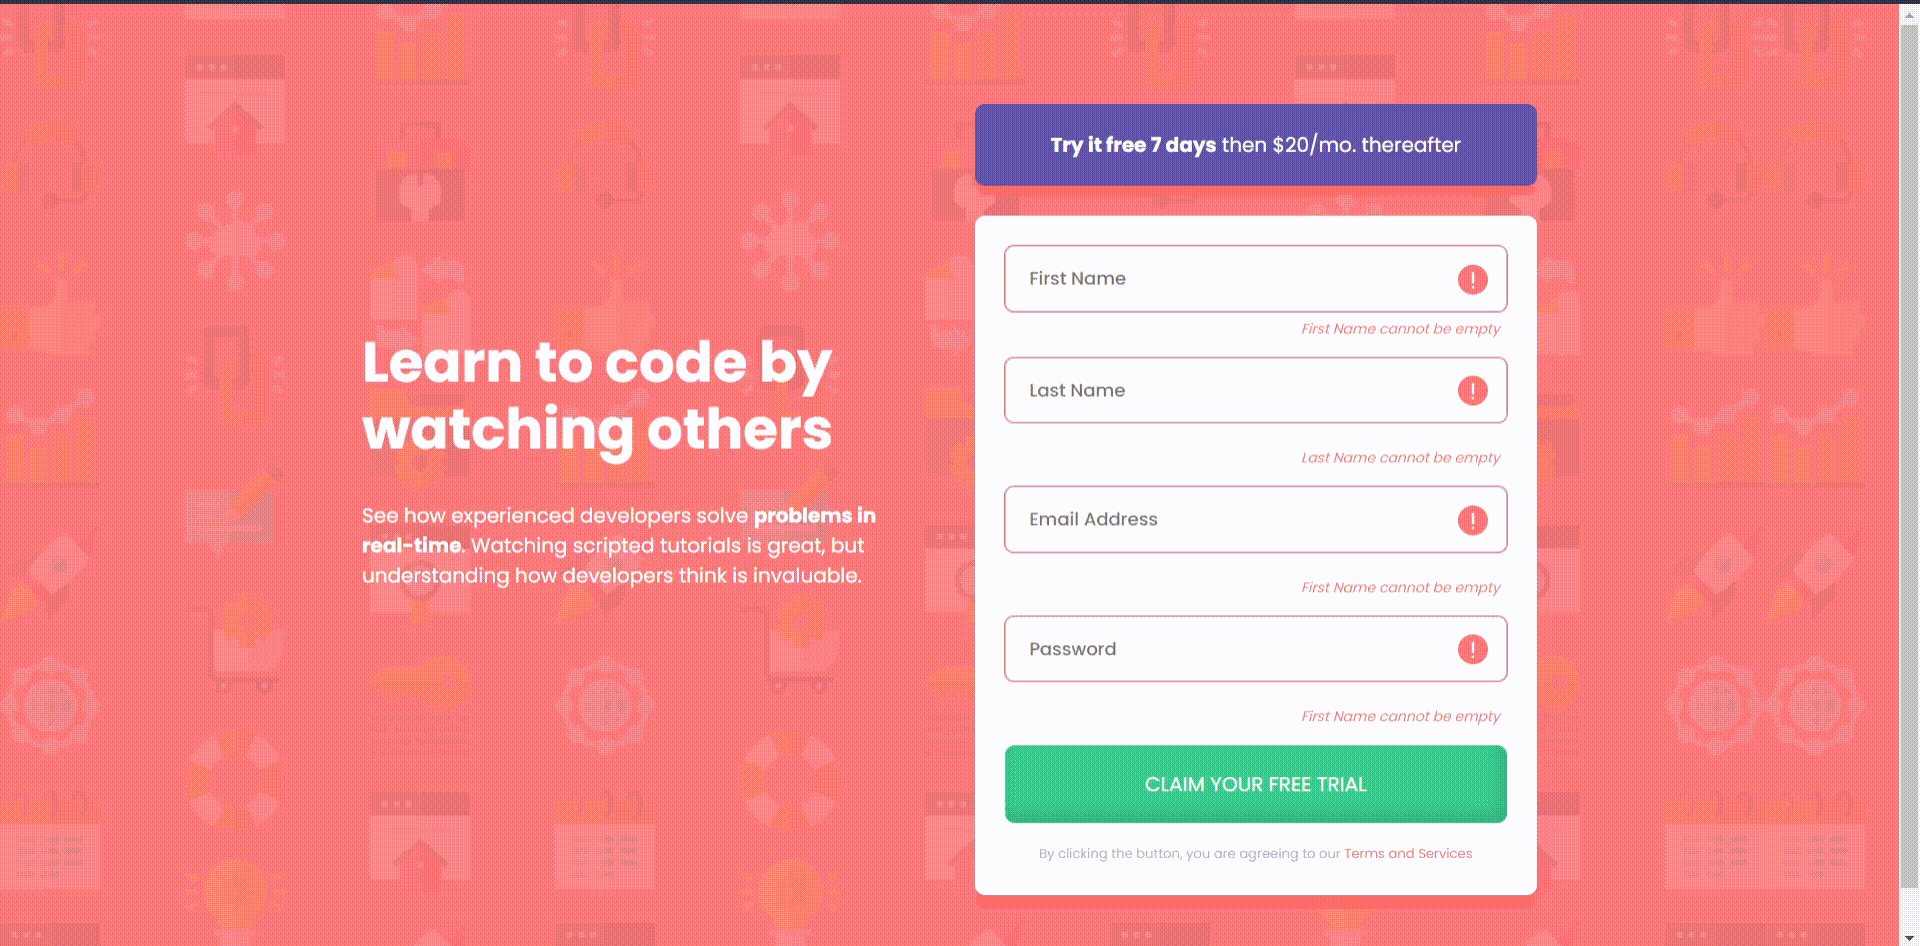 Learn to code by
watching others
See how experienced developers solve problems in
real-time. Watching scripted tutorials is great, but
understanding how developers think is invaluable.
Try it free 7 days then $20/mo. thereafter
First Name
!
First Name cannot be empty
Last Name
!
Last Name cannot be empty
Email Address
!
First Name cannot be empty
Password
!
First Name cannot be empty
CLAIM YOUR FREE TRIAL
By clicking the button, you are agreeing to our Terms and Services